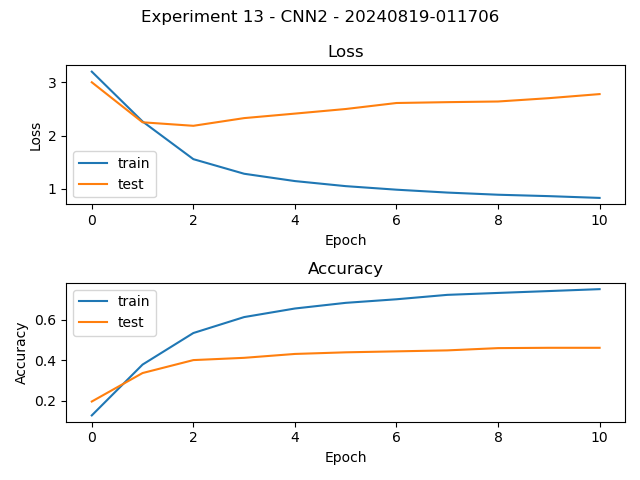 Experiment 13 - CNN2 - 20240819-011706
Loss
3
2
1
Loss
train
test
0 2 4 6 8 10
Epoch
Accuracy
0.6
0.4
0.2
Accuracy
train
test
0 2 4 6 8 10
Epoch